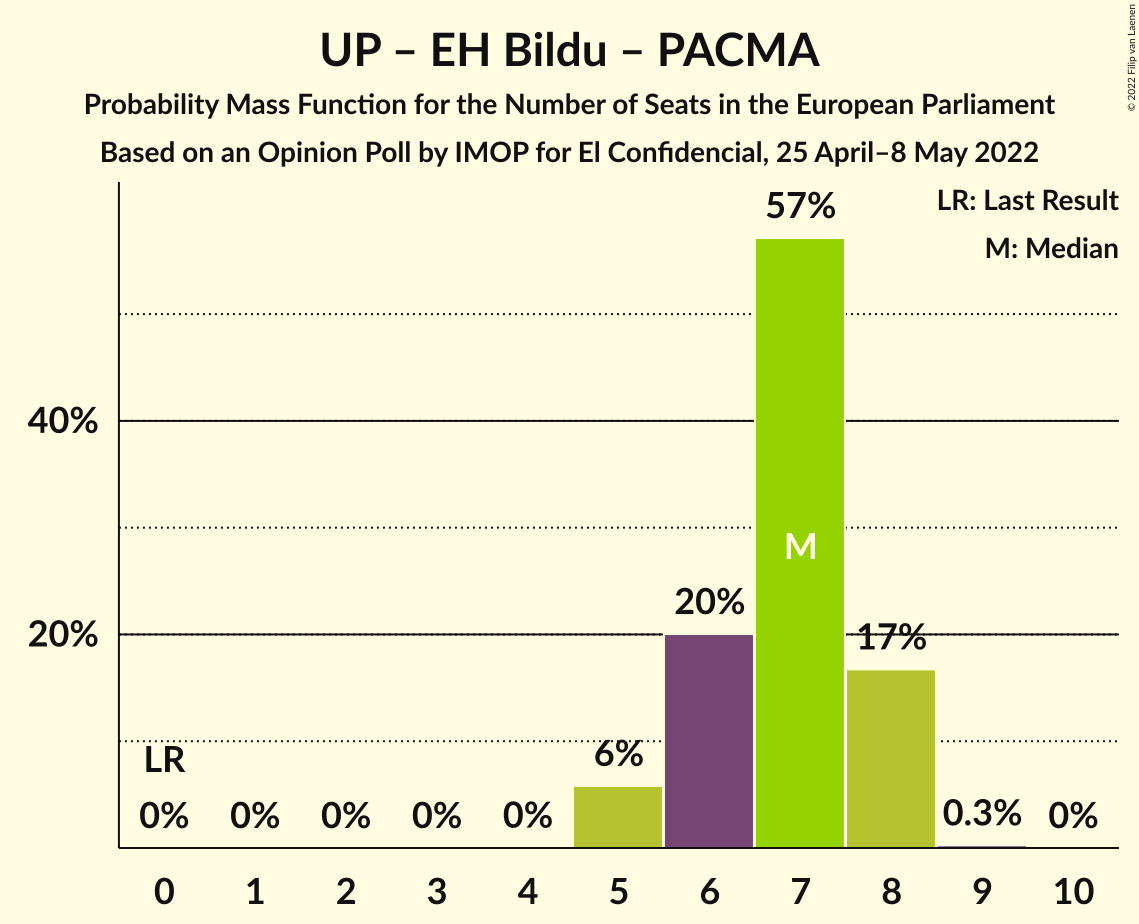 UP – EH Bildu – PACMA
Probability Mass Function for the Number of Seats in the European Parliament
Based on an Opinion Poll by IMOP for El Confidencial, 25 April–8 May 2022
© 2022 Filip van Laenen
LR: Last Result
M: Median
57%
40%
M
20%
20%
17%
LR
6%
0% 0% 0% 0% 0% 0.3% 0%
0 1 2 3 4 5 6 7 8 9 10